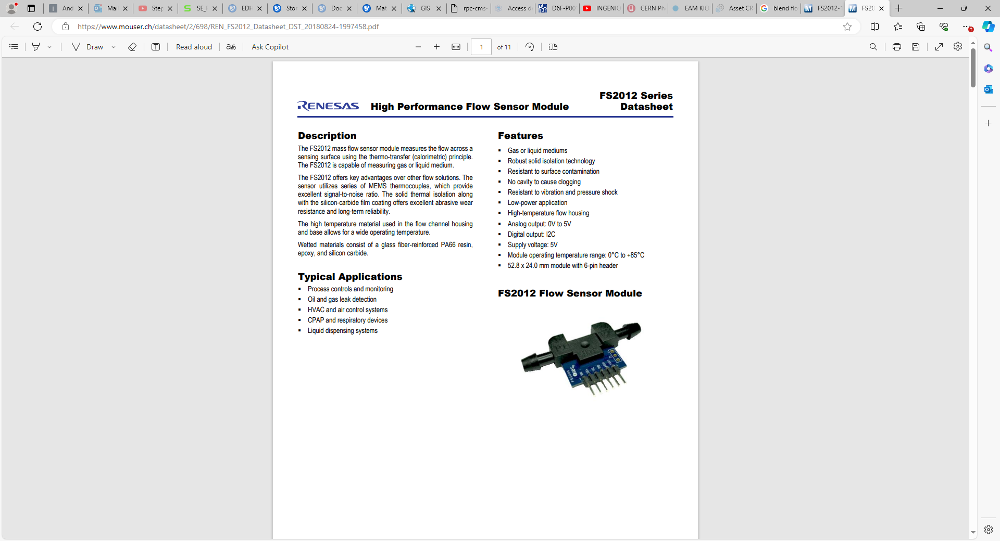 And
Mai
Step
SE_F
EDH
Stor
Doc
Mat
GIS
rpc-cms-
Access d
D6F-P00
INGENIO
CERN Ph
EAM KIO
Asset CR
blend flo
FS2012-1
FS20
https://www.mouser.ch/datasheet/2/698/REN_FS2012_Datasheet_DST_20180824-1997458.pdf
Draw
Read aloud
aあ
Ask Copilot
1
of 11
FS2012 Series
RENESAS High Performance Flow Sensor Module Datasheet
Description
The FS2012 mass flow sensor module measures the flow across a
sensing surface using the thermo-transfer (calorimetric) principle.
The FS2012 is capable of measuring gas or liquid medium.
The FS2012 offers key advantages over other flow solutions. The
sensor utilizes series of MEMS thermocouples, which provide
excellent signal-to-noise ratio. The solid thermal isolation along
with the silicon-carbide film coating offers excellent abrasive wear
resistance and long-term reliability.
The high temperature material used in the flow channel housing
and base allows for a wide operating temperature.
Wetted materials consist of a glass fiber-reinforced PA66 resin,
epoxy, and silicon carbide.
Typical Applications
▪ Process controls and monitoring
▪ Oil and gas leak detection
▪ HVAC and air control systems
▪ CPAP and respiratory devices
▪ Liquid dispensing systems
Features
▪ Gas or liquid mediums
▪ Robust solid isolation technology
▪ Resistant to surface contamination
▪ No cavity to cause clogging
▪ Resistant to vibration and pressure shock
▪ Low-power application
▪ High-temperature flow housing
▪ Analog output: 0V to 5V
▪ Digital output: I2C
▪ Supply voltage: 5V
▪ Module operating temperature range: 0°C to +85°C
▪ 52.8 x 24.0 mm module with 6-pin header
FS2012 Flow Sensor Module
IDT
FS2000